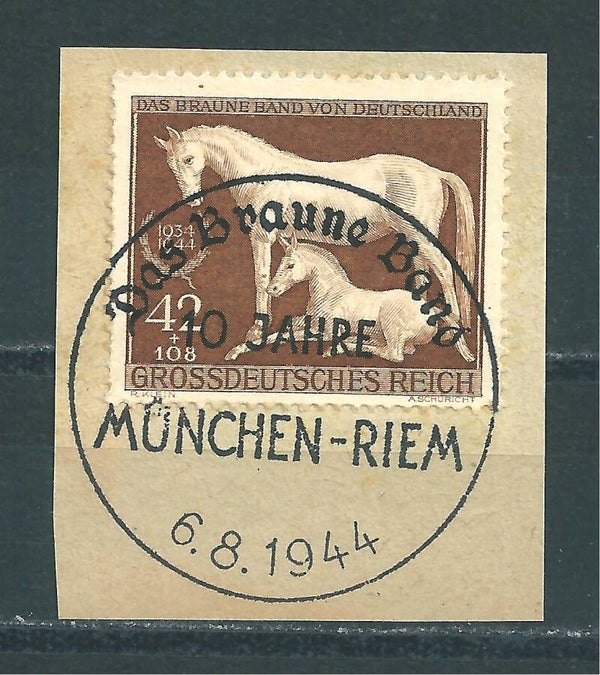 DAS BRAUNE BAND VON DEUTSCHLAND
1934
1944
42
+
108
GROSSDEUTSCHES REICH
R. KLEIN
A. SCHURICHT
Das Braune Band
10 JAHRE
MÜNCHEN-RIEM
6.8.1944